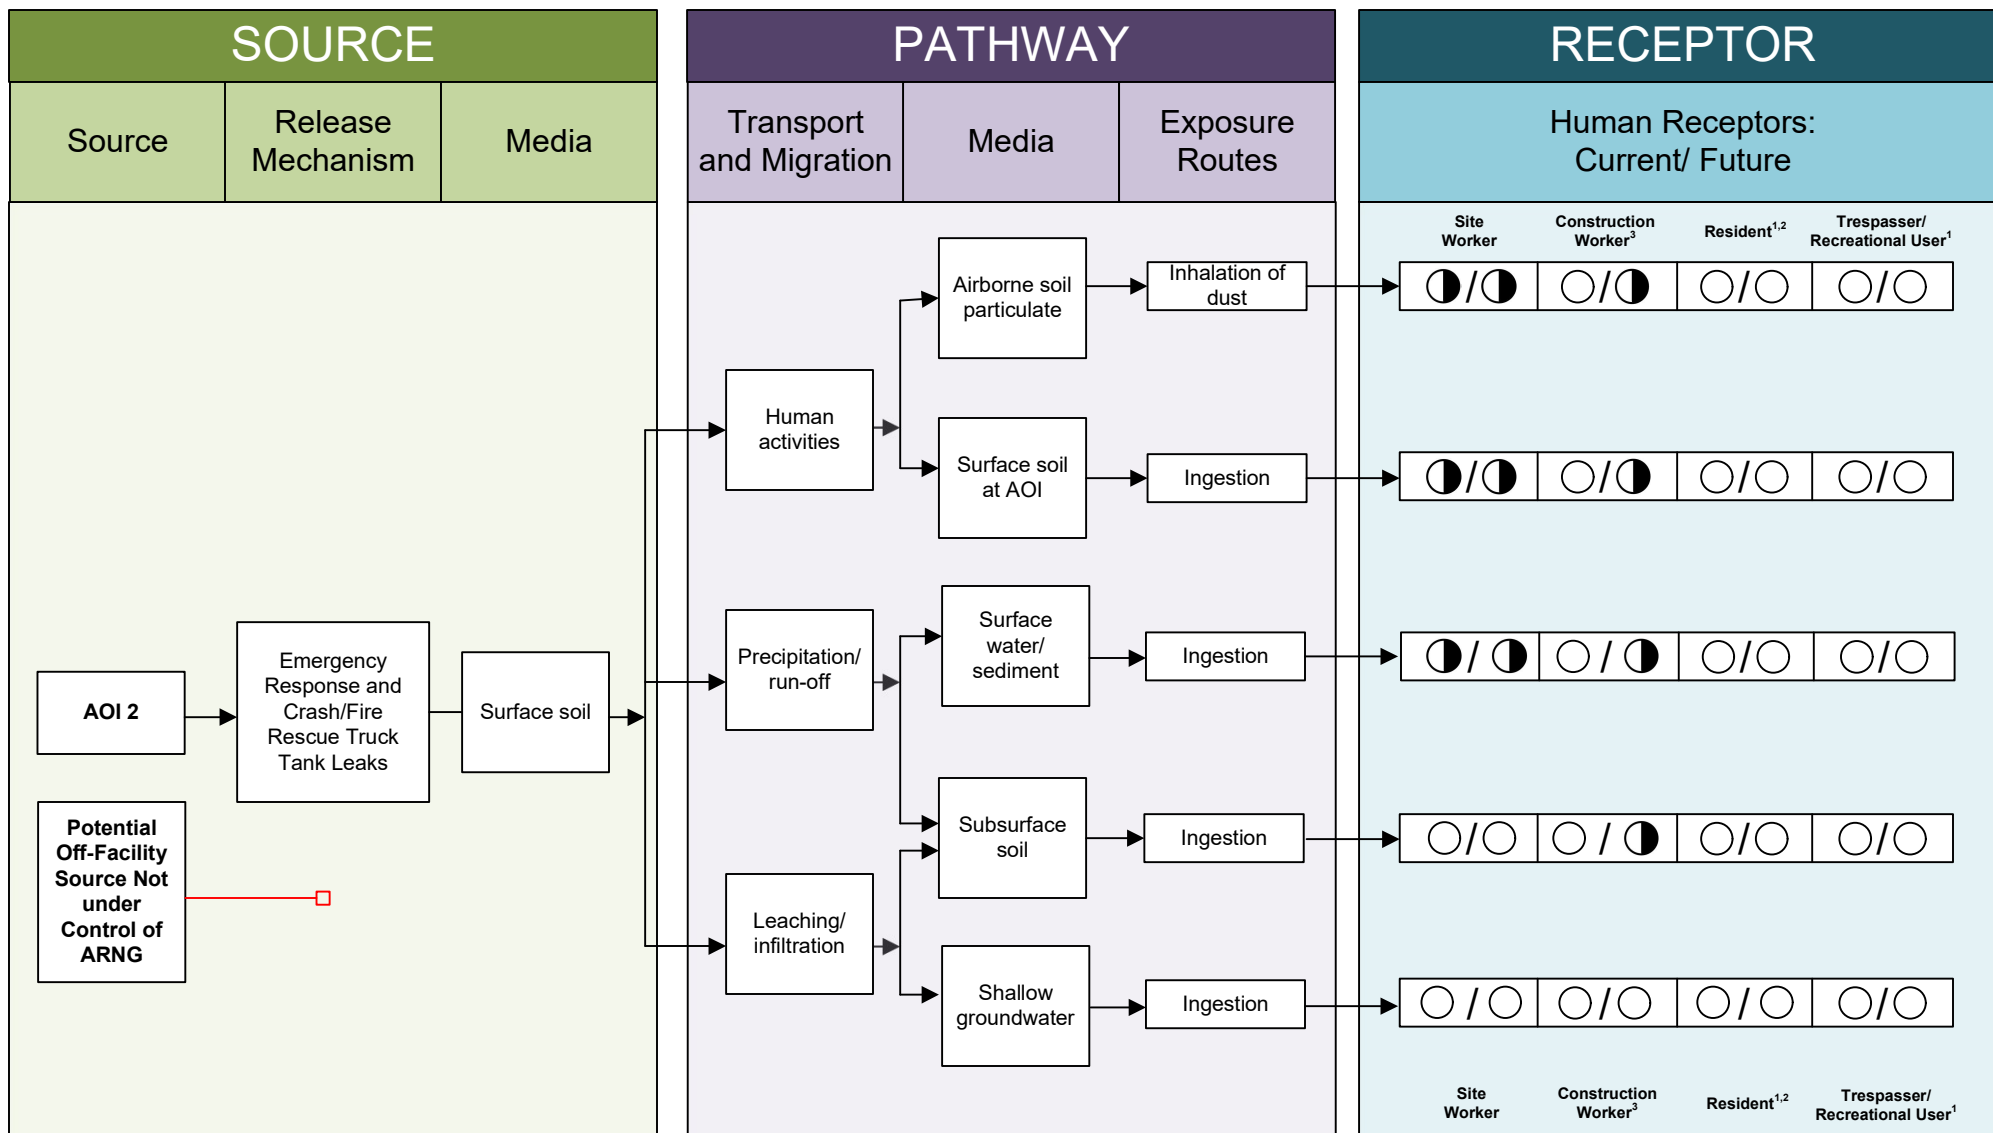 SOURCE
PATHWAY
RECEPTOR
Source
Release
Mechanism
Media
Transport
and Migration
Media
Exposure
Routes
Human Receptors:
Current/ Future
Site
Worker
Construction
Worker³
Resident¹,²
Trespasser/
Recreational User¹
Airborne soil
particulate
Inhalation of
dust
/
/
/
/
Human
activities
Surface soil
at AOI
Ingestion
/
/
/
/
AOI 2
Emergency
Response and
Crash/Fire
Rescue Truck
Tank Leaks
Surface soil
Precipitation/
run-off
Surface
water/
sediment
Ingestion
/
/
/
/
Potential
Off-Facility
Source Not
under
Control of
ARNG
Subsurface
soil
Ingestion
/
/
/
/
Leaching/
infiltration
Shallow
groundwater
Ingestion
/
/
/
/
Site
Worker
Construction
Worker³
Resident¹,²
Trespasser/
Recreational User¹